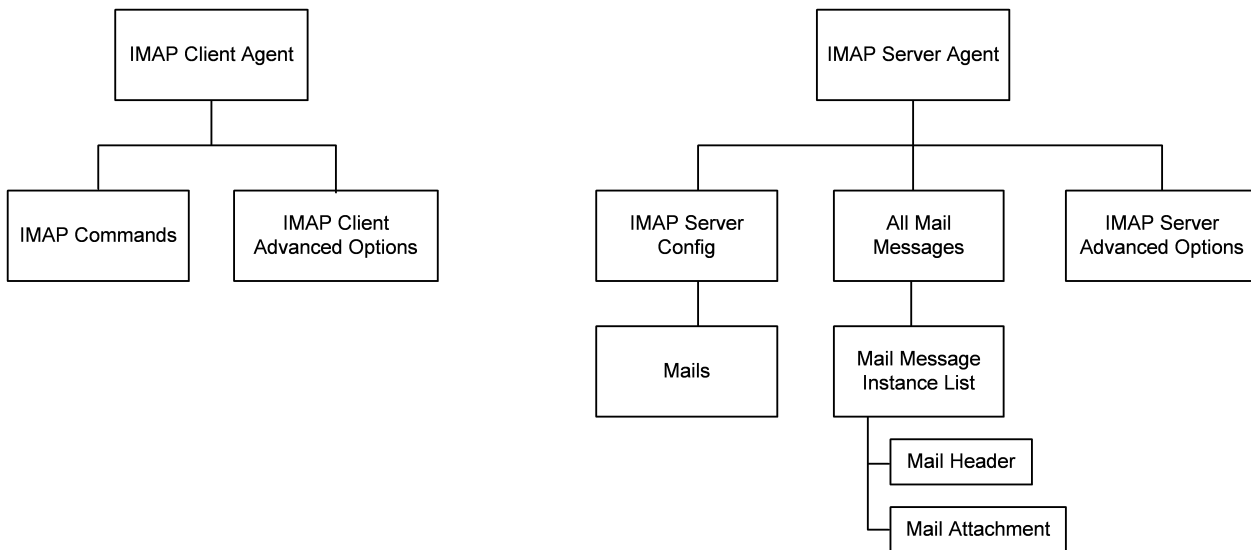 IMAP Client Agent
IMAP Server Agent
IMAP Commands
IMAP Client
Advanced Options
IMAP Server
Config
All Mail
Messages
IMAP Server
Advanced Options
Mails
Mail Message
Instance List
Mail Header
Mail Attachment